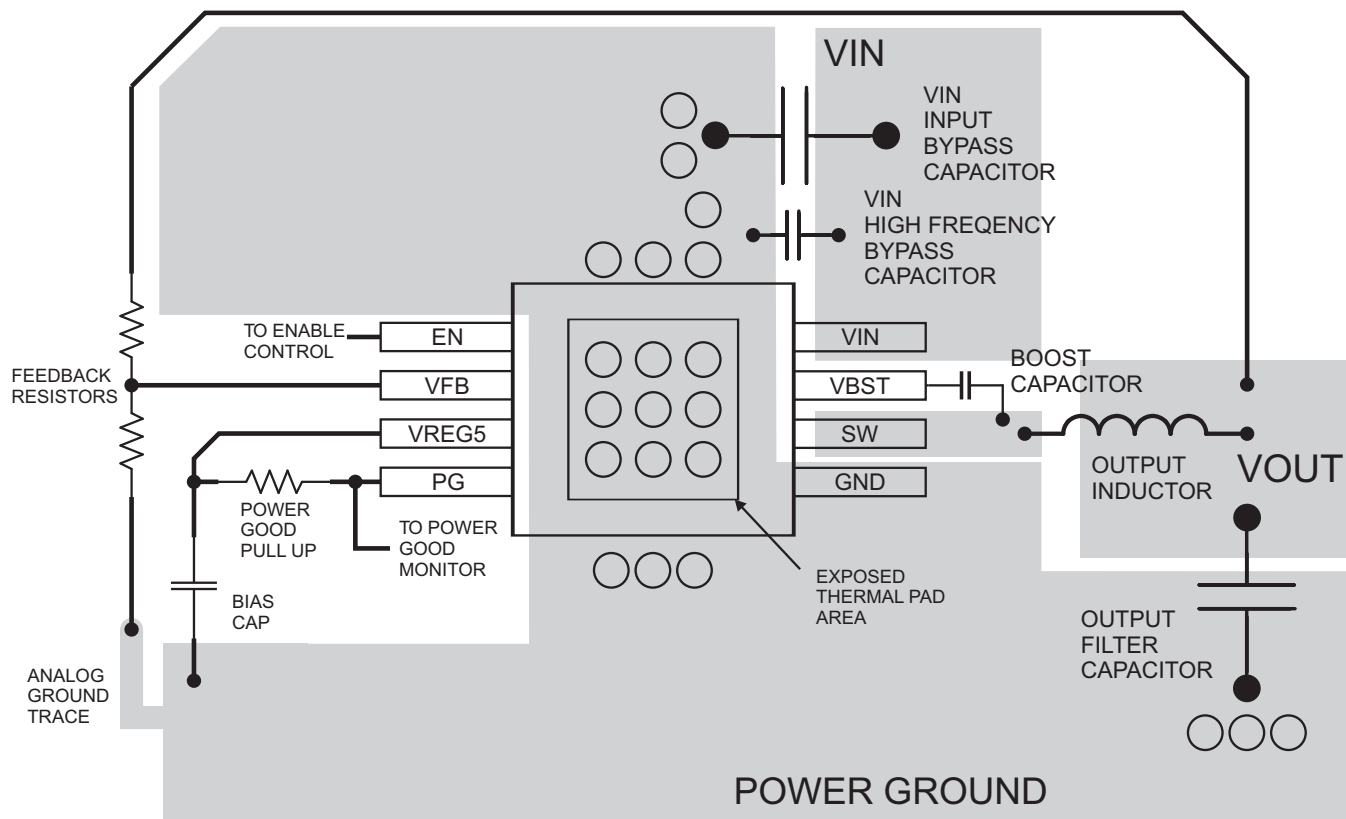 VIN
VIN
INPUT
BYPASS
CAPACITOR
VIN
HIGH FREQENCY
BYPASS
CAPACITOR
TO ENABLE
CONTROL
EN
VIN
FEEDBACK
RESISTORS
VFB
VBST
BOOST
CAPACITOR
VREG5
SW
PG
GND
OUTPUT
INDUCTOR
VOUT
POWER
GOOD
PULL UP
TO POWER
GOOD
MONITOR
EXPOSED
THERMAL PAD
AREA
BIAS
CAP
OUTPUT
FILTER
CAPACITOR
ANALOG
GROUND
TRACE
POWER GROUND